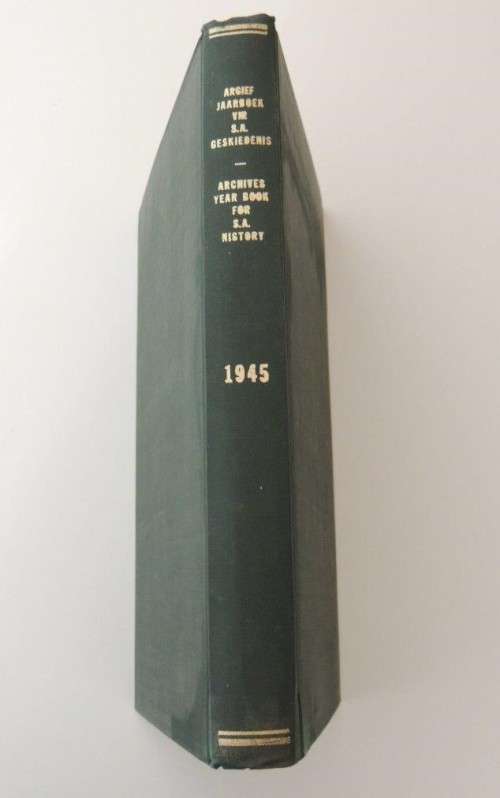 ARGIEF
JAARBOEK
VIR
S.A.
GESKIEDENIS
—
ARCHIVES
YEAR BOOK
FOR
S.A.
HISTORY
1945